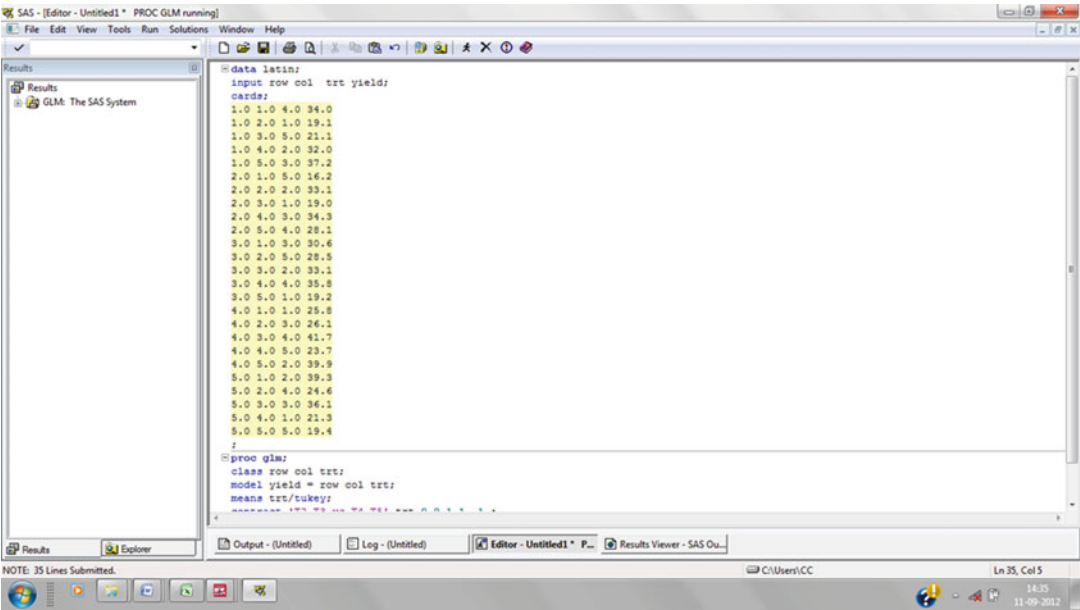 SAS - [Editor - Untitled1 * PROC GLM running]
File Edit View Tools Run Solutions Window Help
Results
Results
GLM: The SAS System
data latin;
input row col trt yield;
cards;
1.0 1.0 4.0 34.0
1.0 2.0 1.0 19.1
1.0 3.0 5.0 21.1
1.0 4.0 2.0 32.0
1.0 5.0 3.0 37.2
2.0 1.0 5.0 16.2
2.0 2.0 2.0 33.1
2.0 3.0 1.0 19.0
2.0 4.0 3.0 34.3
2.0 5.0 4.0 28.1
3.0 1.0 3.0 30.6
3.0 2.0 5.0 28.5
3.0 3.0 2.0 33.1
3.0 4.0 4.0 35.8
3.0 5.0 1.0 19.2
4.0 1.0 1.0 25.8
4.0 2.0 3.0 26.1
4.0 3.0 4.0 41.7
4.0 4.0 5.0 23.7
4.0 5.0 2.0 39.9
5.0 1.0 2.0 39.3
5.0 2.0 4.0 24.6
5.0 3.0 3.0 36.1
5.0 4.0 1.0 21.3
5.0 5.0 5.0 19.4
;
proc glm;
class row col trt;
model yield = row col trt;
means trt/tukey;
Results Explorer
Output - (Untitled) Log - (Untitled) Editor - Untitled1 * P... Results Viewer - SAS Ou...
NOTE: 35 Lines Submitted. C:\Users\CC Ln 35, Col 5
14:35
11-09-2012